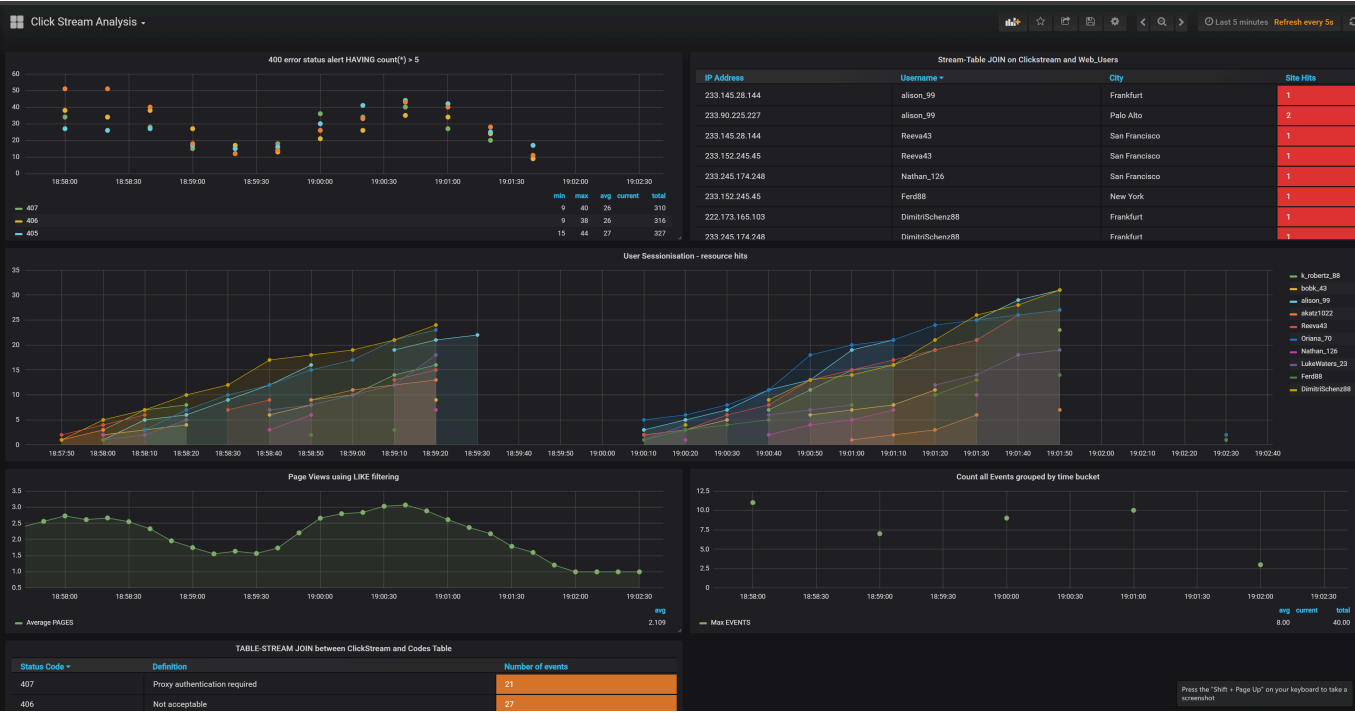 Click Stream Analysis
Last 5 minutes Refresh every 5s
400 error status alert HAVING count(*) > 5
60
50
40
30
20
10
0
18:58:00 18:58:30 18:59:00 18:59:30 19:00:00 19:00:30 19:01:00 19:01:30 19:02:00 19:02:30
min max avg current total
407 9 40 26 310
406 9 38 26 316
405 15 44 27 327
Stream-Table JOIN on Clickstream and Web_Users
IP Address Username City Site Hits
233.145.28.144 alison_99 Frankfurt 1
233.90.225.227 alison_99 Palo Alto 2
233.145.28.144 Reeva43 San Francisco 1
233.152.245.45 Reeva43 San Francisco 1
233.245.174.248 Nathan_126 San Francisco 1
233.152.245.45 Ferd88 New York 1
222.173.165.103 DimitriSchenz88 Frankfurt 1
233.245.174.248 DimitriSchenz88 Frankfurt 1
User Sessionisation - resource hits
35
30
25
20
15
10
5
0
18:57:50 18:58:00 18:58:10 18:58:20 18:58:30 18:58:40 18:58:50 18:59:00 18:59:10 18:59:20 18:59:30 18:59:40 18:59:50 19:00:00 19:00:10 19:00:20 19:00:30 19:00:40 19:00:50 19:01:00 19:01:10 19:01:20 19:01:30 19:01:40 19:01:50 19:02:00 19:02:10 19:02:20 19:02:30 19:02:40
k_robertz_88
bobk_43
alison_99
akatz1022
Reeva43
Oriana_70
Nathan_126
LukeWaters_23
Ferd88
DimitriSchenz88
Page Views using LIKE filtering
3.5
3.0
2.5
2.0
1.5
1.0
0.5
18:58:00 18:58:30 18:59:00 18:59:30 19:00:00 19:00:30 19:01:00 19:01:30 19:02:00 19:02:30
avg
Average PAGES 2.109
Count all Events grouped by time bucket
12.5
10.0
7.5
5.0
2.5
0
18:58:00 18:58:30 18:59:00 18:59:30 19:00:00 19:00:30 19:01:00 19:01:30 19:02:00 19:02:30
avg current total
Max EVENTS 8.00 40.00
TABLE-STREAM JOIN between ClickStream and Codes Table
Status Code Definition Number of events
407 Proxy authentication required 21
406 Not acceptable 27
Press the "Shift + Page Up" on your keyboard to take a
screenshot